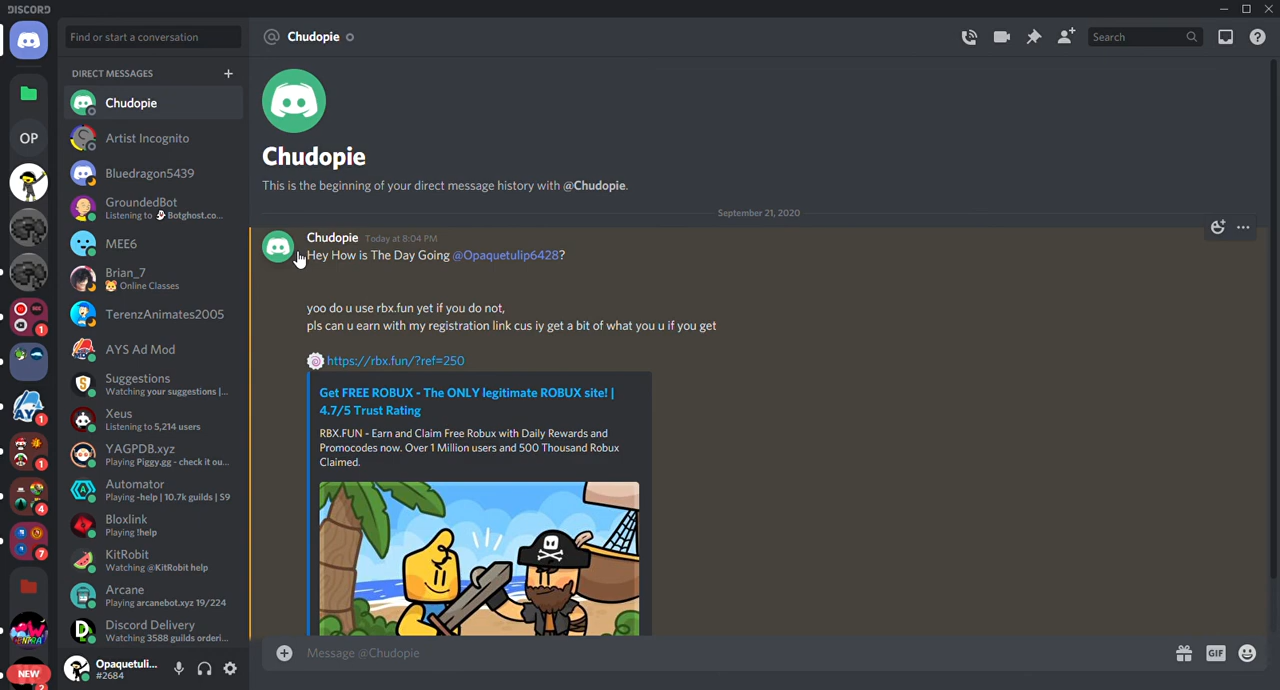 DISCORD
Find or start a conversation
@ Chudopie
Search
DIRECT MESSAGES +
Chudopie
Artist Incognito
Bluedragon5439
GroundedBot
Listening to Botghost.co...
MEE6
Brian_7
Online Classes
TerenzAnimates2005
AYS Ad Mod
Suggestions
Watching your suggestions |...
Xeus
Listening to 5,214 users
YAGPDB.xyz
Playing Piggy.gg - check it ou...
Automator
Playing -help | 10.7k guilds | S9
Bloxlink
Playing !help
KitRobit
Watching @KitRobit help
Arcane
Playing arcanebot.xyz 19/224
Discord Delivery
Watching 3588 guilds orderi...
Opaquetuli...
#2684
OP
1
1
1
4
7
NEW
2
Chudopie
This is the beginning of your direct message history with @Chudopie.
September 21, 2020
Chudopie Today at 8:04 PM
Hey How is The Day Going @Opaquetulip6428?
yoo do u use rbx.fun yet if you do not,
pls can u earn with my registration link cus iy get a bit of what you u if you get
https://rbx.fun/?ref=250
Get FREE ROBUX - The ONLY legitimate ROBUX site! |
4.7/5 Trust Rating
RBX.FUN - Earn and Claim Free Robux with Daily Rewards and
Promocodes now. Over 1 Million users and 500 Thousand Robux
Claimed.
Message @Chudopie
GIF